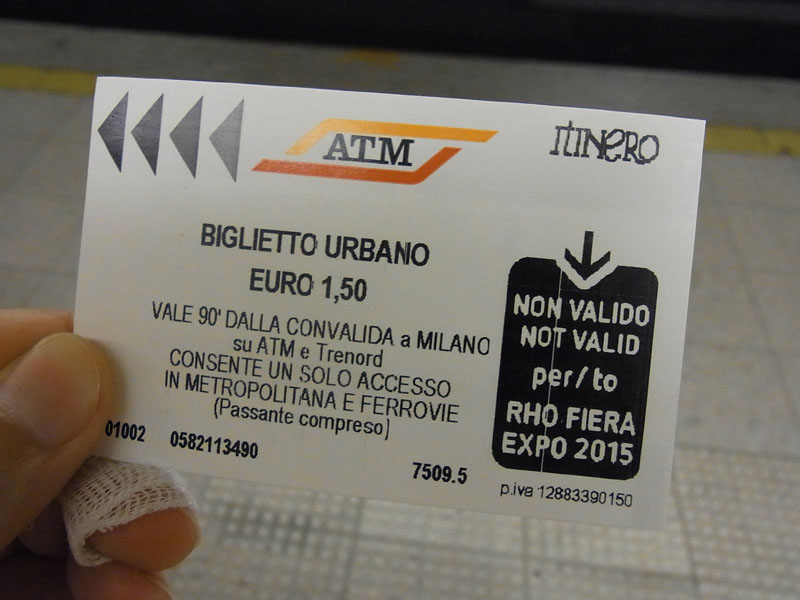 ATM
ITINERO
BIGLIETTO URBANO
EURO 1,50
VALE 90' DALLA CONVALIDA a MILANO
su ATM e Trenord
CONSENTE UN SOLO ACCESSO
IN METROPOLITANA E FERROVIE
(Passante compreso)
01002 0582113490
7509.5
NON VALIDO
NOT VALID
per/to
RHO FIERA
EXPO 2015
p.iva 12883390150